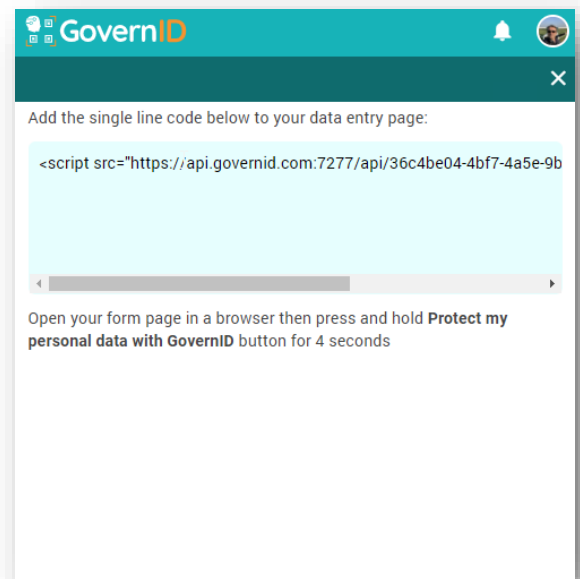 GovernID
Add the single line code below to your data entry page:
<script src="https://api.governid.com:7277/api/36c4be04-4bf7-4a5e-9b
Open your form page in a browser then press and hold Protect my
personal data with GovernID button for 4 seconds